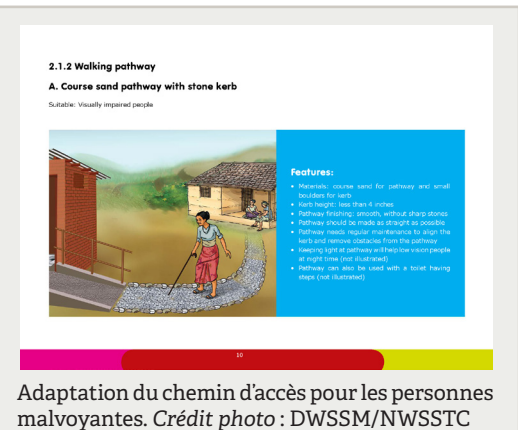 2.1.2 Walking pathway
A. Course sand pathway with stone kerb
Suitable: Visually impaired people
Features:
• Materials: course sand for pathway and small
boulders for kerb
• Kerb height: less than 4 inches
• Pathway finishing: smooth, without sharp stones
• Pathway should be made as straight as possible
• Pathway needs regular maintenance to align the
kerb and remove obstacles from the pathway
• Keeping light at pathway will help low vision people
at night time (not illustrated)
• Pathway can also be used with a toilet having
steps (not illustrated)
10
Adaptation du chemin d'accès pour les personnes
malvoyantes. Crédit photo : DWSSM/NWSSTC